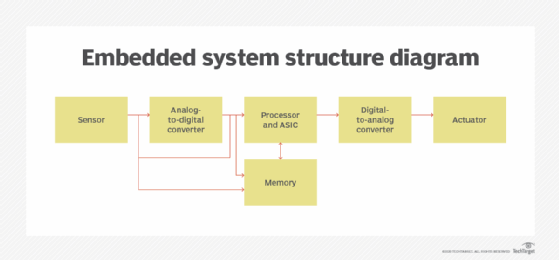 Embedded system structure diagram
Sensor
Analog-
to-digital
converter
Processor
and ASIC
Digital-
to-analog
converter
Actuator
Memory
TechTarget